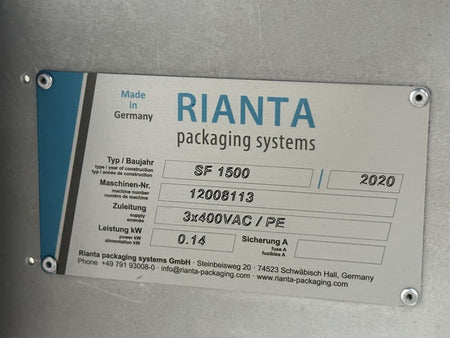 Made
in
Germany
RIANTA
packaging systems
Typ / Baujahr
type / year of construction
typ / année de construction
SF 1500 / 2020
Maschinen-Nr.
machine number
numéro de machine
12008113
Zuleitung
supply
amenée
3x400VAC / PE
Leistung kW
power kW
alimentation kW
0.14
Sicherung A
fuse A
fusibles A
Rianta packaging systems GmbH · Steinbeisweg 20 · 74523 Schwäbisch Hall, Germany
Phone +49 791 93008-0 · info@rianta-packaging.com · www.rianta-packaging.com